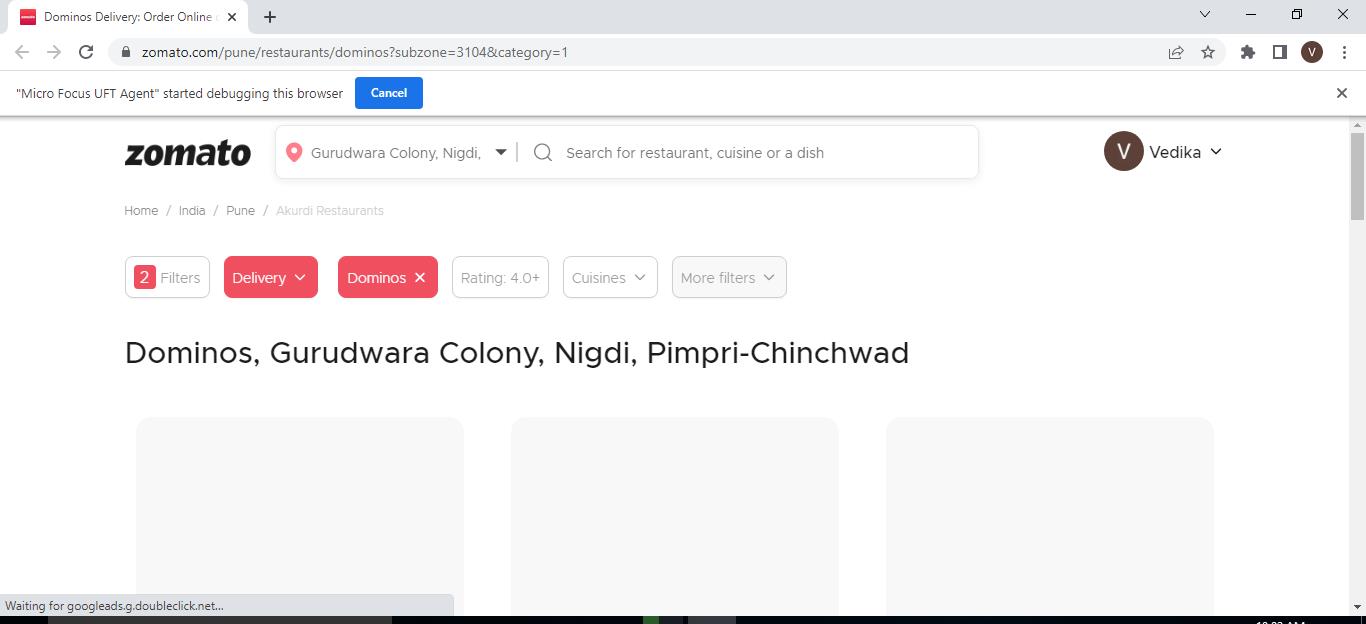 Dominos Delivery: Order Online
zomato.com/pune/restaurants/dominos?subzone=3104&category=1
V
"Micro Focus UFT Agent" started debugging this browser
Cancel
zomato
Gurudwara Colony, Nigdi,
Search for restaurant, cuisine or a dish
V
Vedika
Home / India / Pune / Akurdi Restaurants
2 Filters
Delivery
Dominos
Rating: 4.0+
Cuisines
More filters
Dominos, Gurudwara Colony, Nigdi, Pimpri-Chinchwad
Waiting for googleads.g.doubleclick.net...